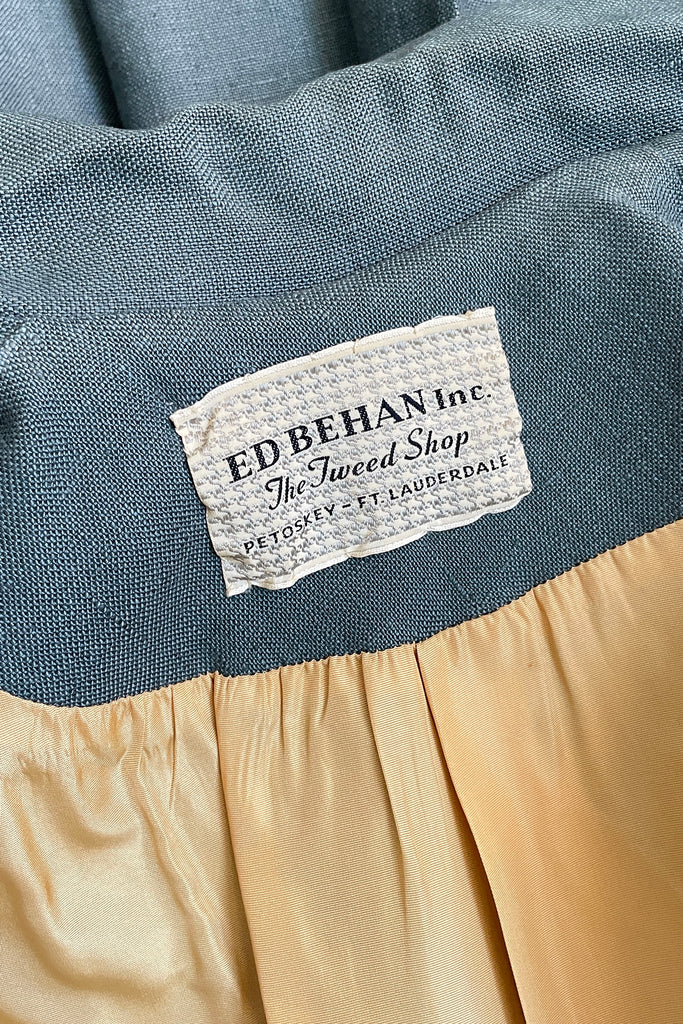 ED BEHAN Inc.
The Tweed Shop
PETOSKEY - FT. LAUDERDALE